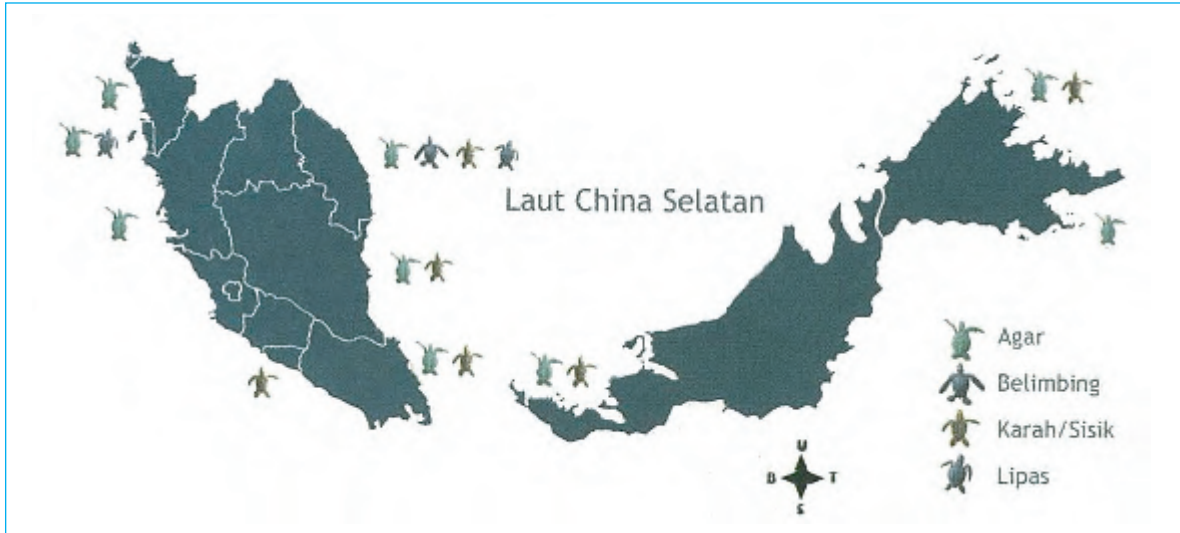 Laut China Selatan
Agar
Belimbing
Karah/Sisik
Lipas
U
B T
S